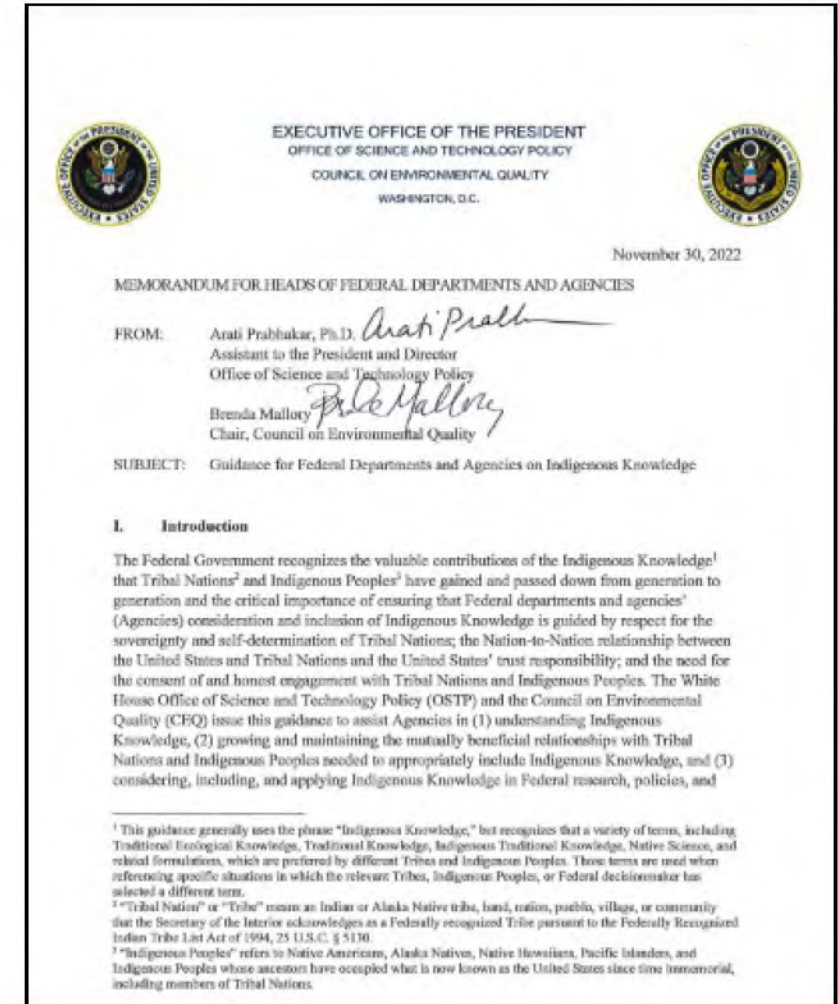 EXECUTIVE OFFICE OF THE PRESIDENT
OFFICE OF SCIENCE AND TECHNOLOGY POLICY
COUNCIL ON ENVIRONMENTAL QUALITY
WASHINGTON, D.C.
November 30, 2022
MEMORANDUM FOR HEADS OF FEDERAL DEPARTMENTS AND AGENCIES
FROM: Arati Prabhakar, Ph.D.
Assistant to the President and Director
Office of Science and Technology Policy
Brenda Mallory
Chair, Council on Environmental Quality
SUBJECT: Guidance for Federal Departments and Agencies on Indigenous Knowledge
I. Introduction
The Federal Government recognizes the valuable contributions of the Indigenous Knowledge¹
that Tribal Nations² and Indigenous Peoples³ have gained and passed down from generation to
generation and the critical importance of ensuring that Federal departments and agencies'
(Agencies) consideration and inclusion of Indigenous Knowledge is guided by respect for the
sovereignty and self-determination of Tribal Nations; the Nation-to-Nation relationship between
the United States and Tribal Nations and the United States' trust responsibility; and the need for
the consent of and honest engagement with Tribal Nations and Indigenous Peoples. The White
House Office of Science and Technology Policy (OSTP) and the Council on Environmental
Quality (CEQ) issue this guidance to assist Agencies in (1) understanding Indigenous
Knowledge, (2) growing and maintaining the mutually beneficial relationships with Tribal
Nations and Indigenous Peoples needed to appropriately include Indigenous Knowledge, and (3)
considering, including, and applying Indigenous Knowledge in Federal research, policies, and
¹ This guidance generally uses the phrase "Indigenous Knowledge," but recognizes that a variety of terms, including
Traditional Ecological Knowledge, Traditional Knowledge, Indigenous Traditional Knowledge, Native Science, and
related formulations, which are preferred by different Tribes and Indigenous Peoples. Those terms are used when
referencing specific situations in which the relevant Tribes, Indigenous Peoples, or Federal decisionmaker has
selected a different term.
² "Tribal Nation" or "Tribe" means an Indian or Alaska Native tribe, band, nation, pueblo, village, or community
that the Secretary of the Interior acknowledges as a Federally recognized Tribe pursuant to the Federally Recognized
Indian Tribe List Act of 1994, 25 U.S.C. § 5130.
³ "Indigenous Peoples" refers to Native Americans, Alaska Natives, Native Hawaiians, Pacific Islanders, and
Indigenous Peoples whose ancestors have occupied what is now known as the United States since time immemorial,
including members of Tribal Nations.